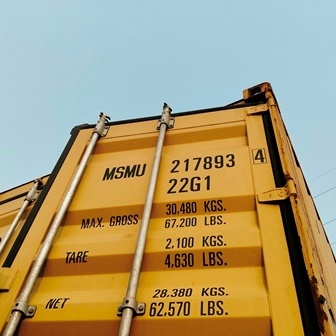 MSMU 217893 4
22G1
MAX. GROSS 30.480 KGS.
67.200 LBS.
TARE 2.100 KGS.
4.630 LBS.
NET 28.380 KGS.
62,570 LBS.